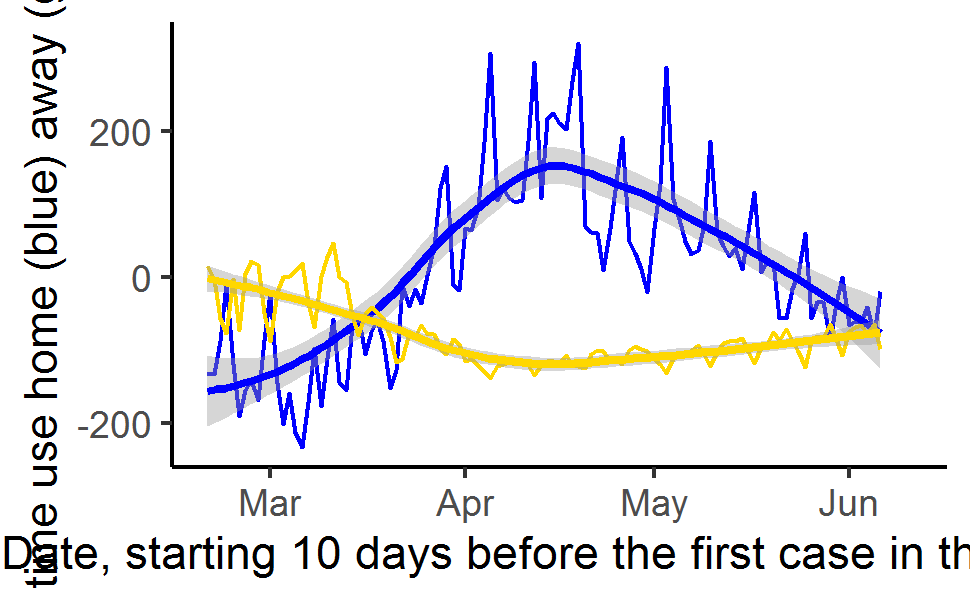 time use home (blue) away (
200
0
-200
Mar Apr May Jun
Date, starting 10 days before the first case in th